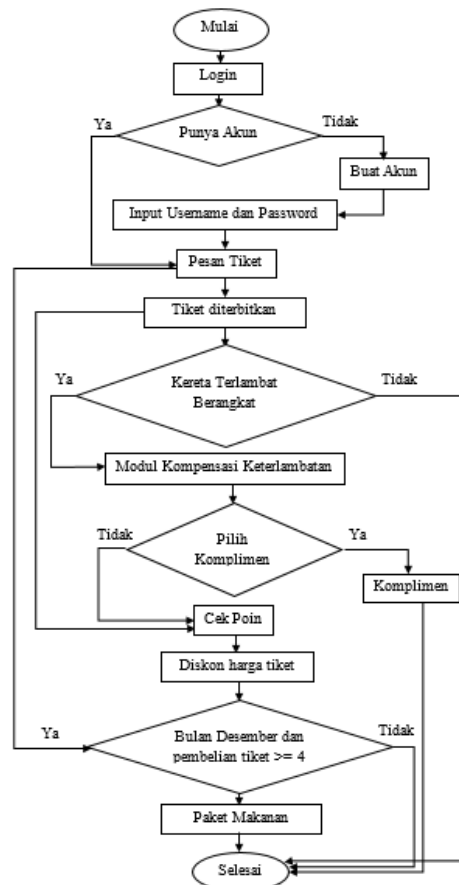 Mulai
Login
Ya
Punya Akun
Tidak
Buat Akun
Input Username dan Password
Pesan Tiket
Tiket diterbitkan
Ya
Kereta Terlambat
Berangkat
Tidak
Modul Kompensasi Keterlambatan
Tidak
Pilih
Komplimen
Ya
Komplimen
Cek Poin
Diskon harga tiket
Ya
Bulan Desember dan
pembelian tiket >= 4
Tidak
Paket Makanan
Selesai